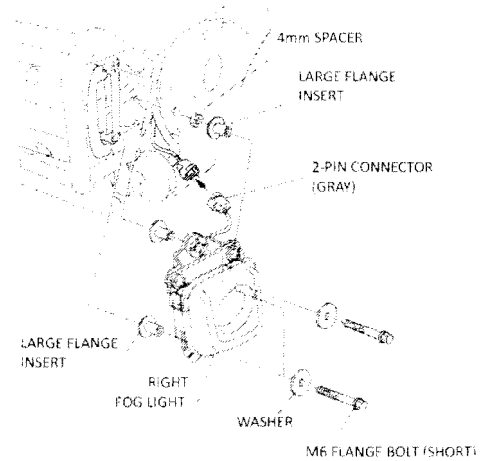 4mm SPACER
LARGE FLANGE
INSERT
2-PIN CONNECTOR
(GRAY)
LARGE FLANGE
INSERT
RIGHT
FOG LIGHT
WASHER
M6 FLANGE BOLT (SHORT)